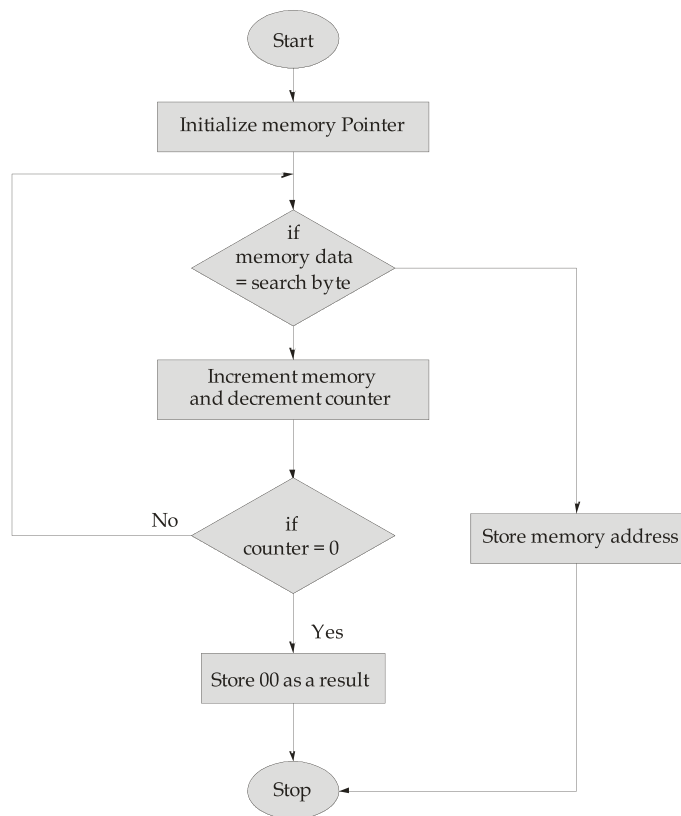 Start
Initialize memory Pointer
if
memory data
= search byte
Increment memory
and decrement counter
No
if
counter = 0
Store memory address
Yes
Store 00 as a result
Stop